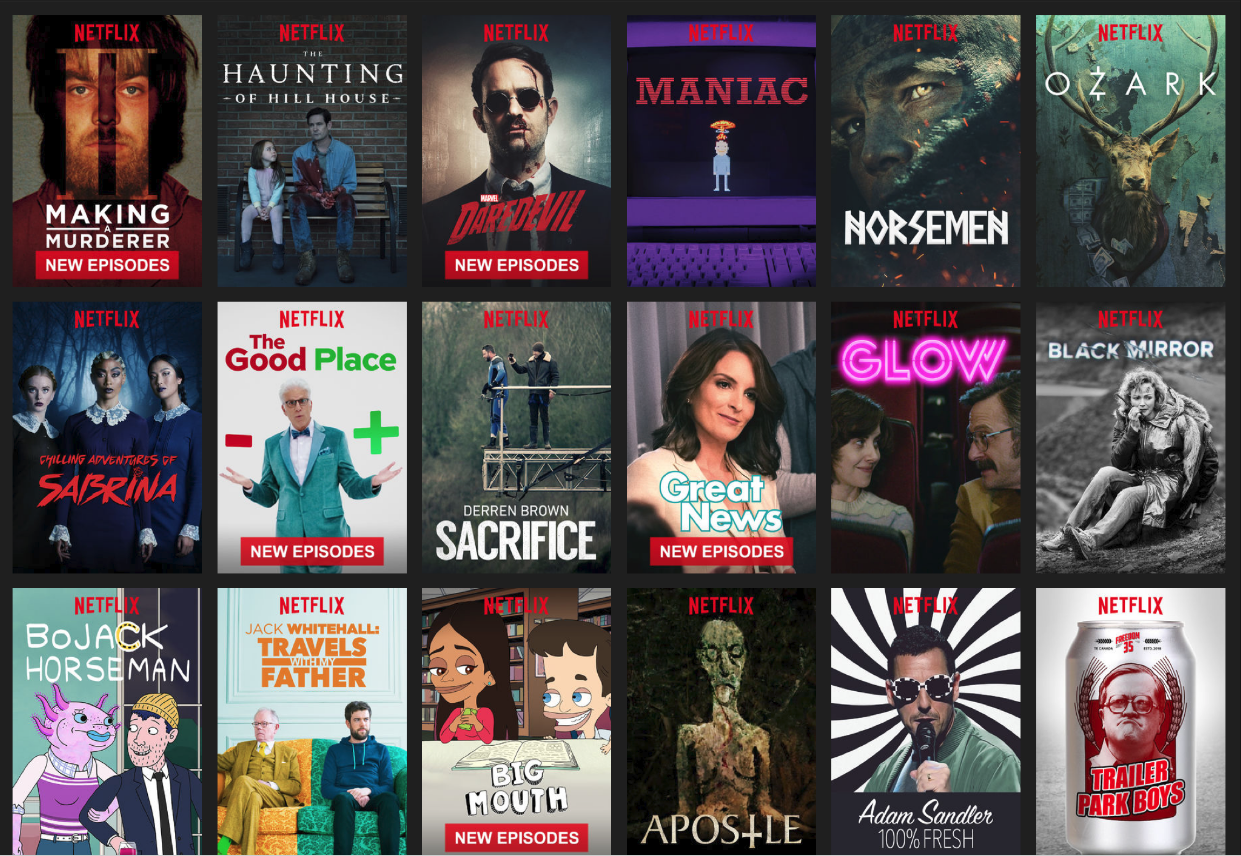 NETFLIX
II
MAKING
A
MURDERER
NEW EPISODES
NETFLIX
THE
HAUNTING
-OF HILL HOUSE-
NETFLIX
MARVEL
DAREDEVIL
NEW EPISODES
NETFLIX
MANIAC
NETFLIX
NORSEMEN
NETFLIX
OZARK
NETFLIX
CHILLING ADVENTURES OF
SABRINA
NETFLIX
The
Good Place
NEW EPISODES
NETFLIX
DERREN BROWN
SACRIFICE
NETFLIX
Great
News
NEW EPISODES
NETFLIX
GLOW
NETFLIX
BLACK MIRROR
NETFLIX
BOJACK
HORSEMAN
NETFLIX
JACK WHITEHALL:
TRAVELS
WITH MY
FATHER
NETFLIX
BIG
MOUTH
NEW EPISODES
NETFLIX
APOSTLE
NETFLIX
Adam Sandler
100% FRESH
NETFLIX
FREEDOM
35
TRAILER
PARK BOYS